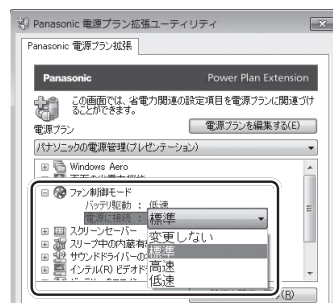 Panasonic 電源プラン拡張ユーティリティ
Panasonic 電源プラン拡張
Panasonic
Power Plan Extension
この画面では、省電力関連の設定項目を電源プランに関連づけ
ることができます。
電源プラン
電源プランを編集する(E)
パナソニックの電源管理(プレゼンテーション)
Windows Aero
ファン制御モード
バッテリ駆動 : 低速
電源に接続 : 標準
変更しない
標準
高速
低速
スクリーンセーバー
スリープ中の内蔵有
サウンドドライバーの
インテル(R) ビデオド
(R)